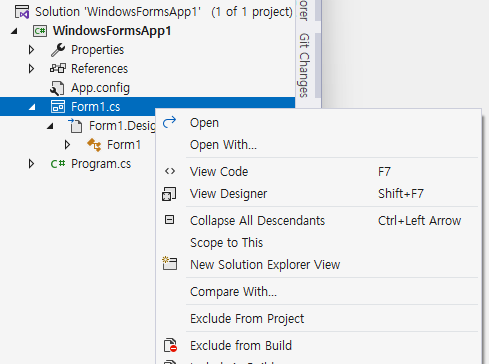 Solution 'WindowsFormsApp1' (1 of 1 project)
C# WindowsFormsApp1
Properties
References
App.config
Form1.cs
Form1.Desig
Form1
C# Program.cs
Git Changes
Open
Open With...
View Code F7
View Designer Shift+F7
Collapse All Descendants Ctrl+Left Arrow
Scope to This
New Solution Explorer View
Compare With...
Exclude From Project
Exclude from Build